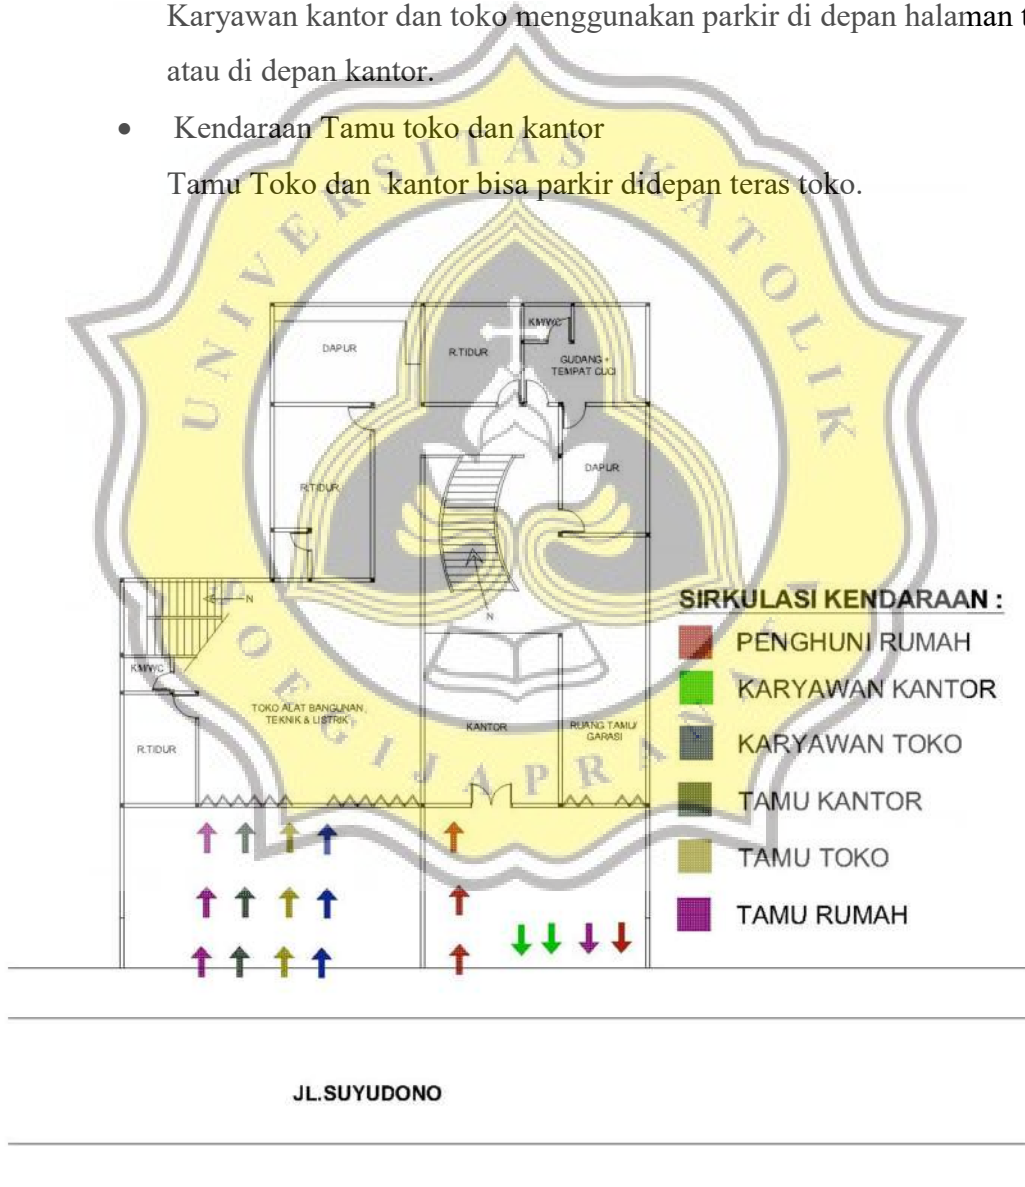 Karyawan kantor dan toko menggunakan parkir di depan halaman t
atau di depan kantor.
• Kendaraan Tamu toko dan kantor
Tamu Toko dan kantor bisa parkir didepan teras toko.
UNIVERSITAS KATOLIK
SOEGIJAPRANATA
DAPUR
R.TIDUR
KM/WC
GUDANG +
TEMPAT CUCI
R.TIDUR
DAPUR
N
N
KM/WC
TOKO ALAT BANGUNAN,
TEKNIK & LISTRIK
KANTOR
RUANG TAMU/
GARASI
R.TIDUR
SIRKULASI KENDARAAN :
PENGHUNI RUMAH
KARYAWAN KANTOR
KARYAWAN TOKO
TAMU KANTOR
TAMU TOKO
TAMU RUMAH
JL.SUYUDONO